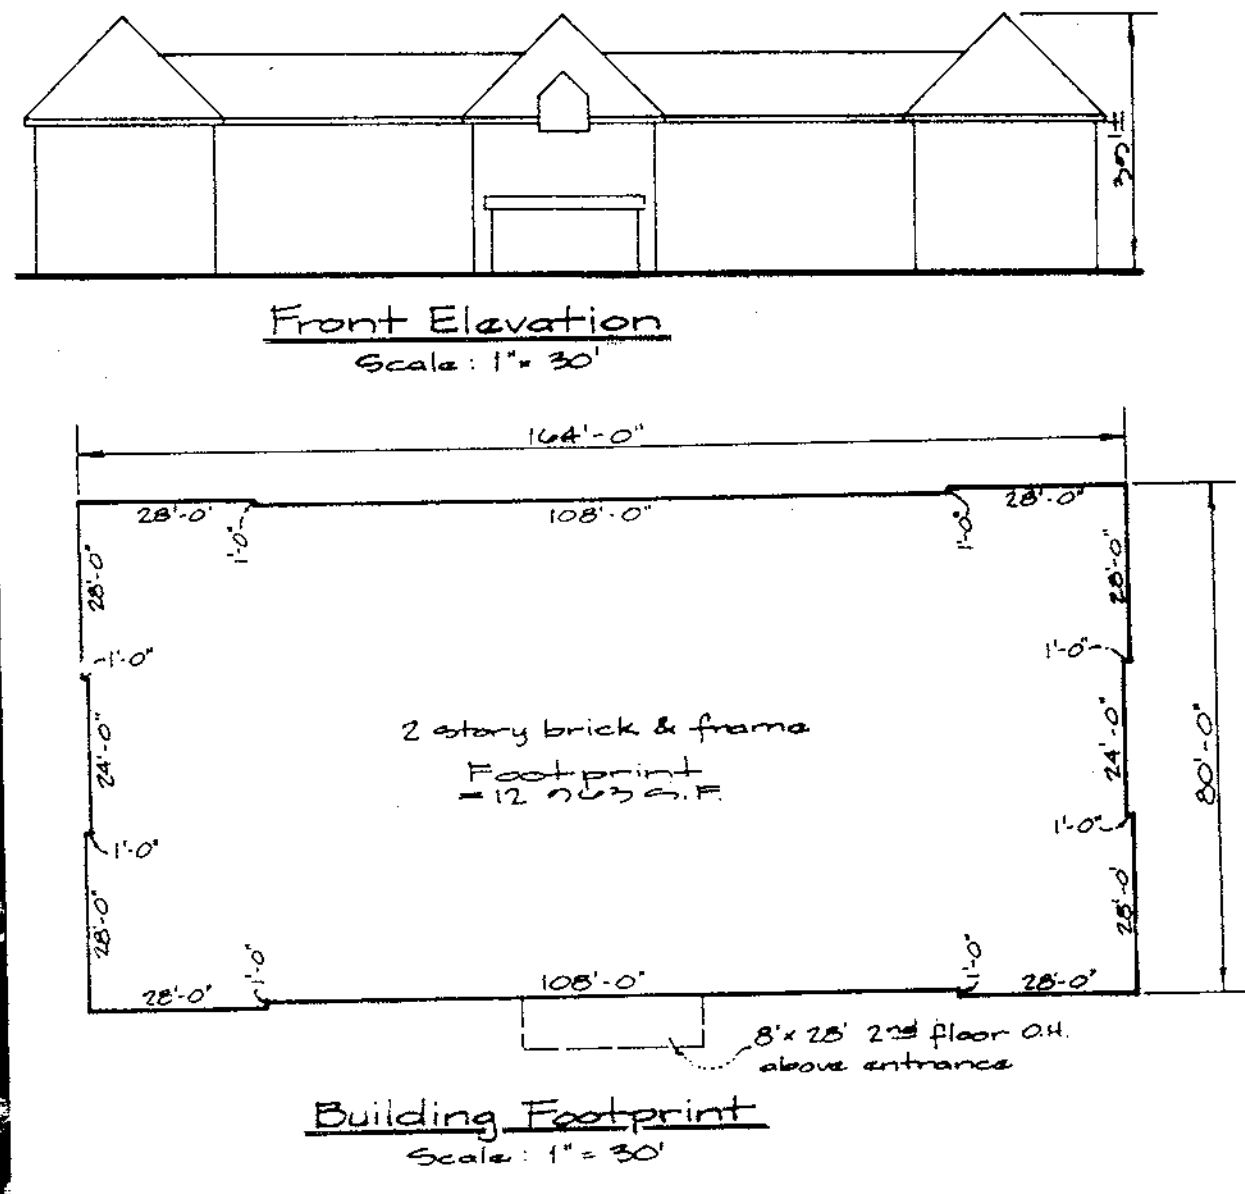 Front Elevation
Scale: 1" = 30'
164'-0"
28'-0"
108'-0"
28'-0"
1'-0"
1'-0"
28'-0"
28'-0"
1'-0"
1'-0"
24'-0"
24'-0"
80'-0"
2 story brick & frame
Footprint
= 12 S.F.
1'-0"
1'-0"
28'-0"
28'-0"
1'-0"
1'-0"
28'-0"
108'-0"
28'-0"
8' x 28' 2nd floor O.H.
above entrance
Building Footprint
Scale: 1" = 30'